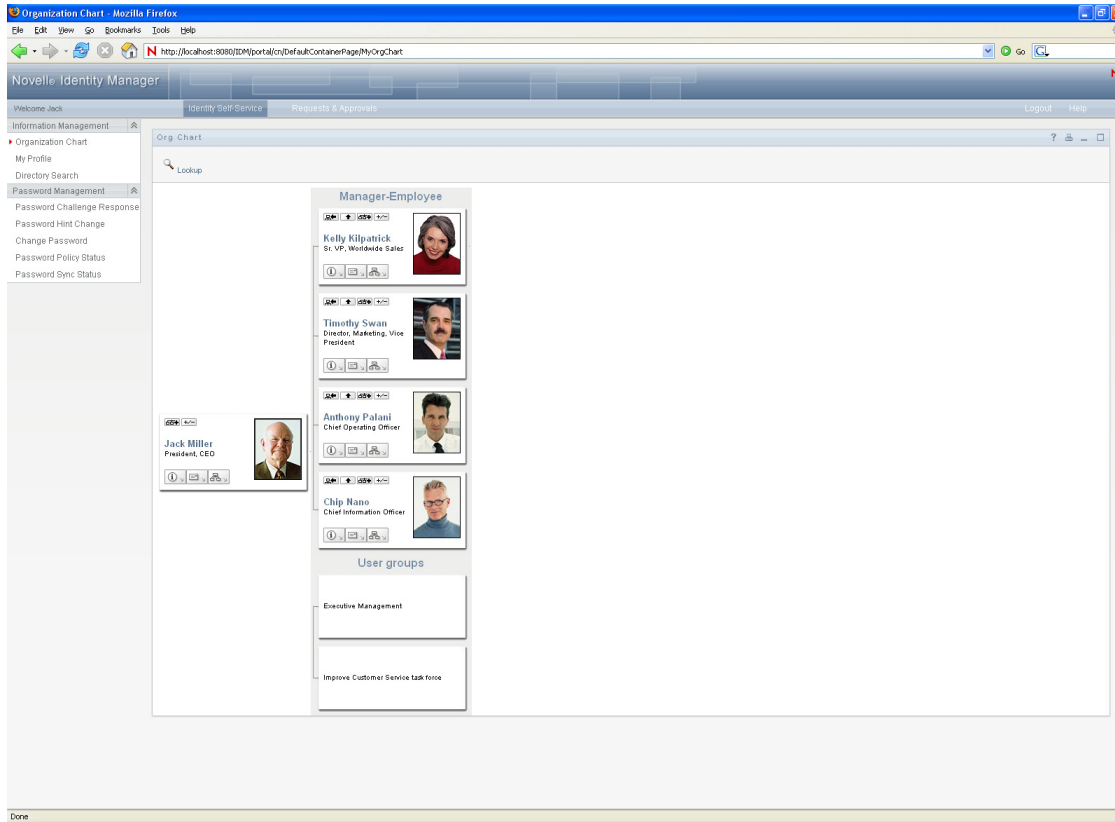 Organization Chart - Mozilla Firefox
File Edit View Go Bookmarks Tools Help
N http://localhost:8080/IDM/portal/cn/DefaultContainerPage/MyOrgChart
Go
G
Novell® Identity Manager
N
Welcome Jack
Identity Self-Service
Requests & Approvals
Logout
Help
Information Management
Organization Chart
My Profile
Directory Search
Password Management
Password Challenge Response
Password Hint Change
Change Password
Password Policy Status
Password Sync Status
Org Chart
?
Lookup
Jack Miller
President, CEO
Manager-Employee
Kelly Kilpatrick
Sr. VP, Worldwide Sales
Timothy Swan
Director, Marketing, Vice
President
Anthony Palani
Chief Operating Officer
Chip Nano
Chief Information Officer
User groups
Executive Management
Improve Customer Service task force
Done